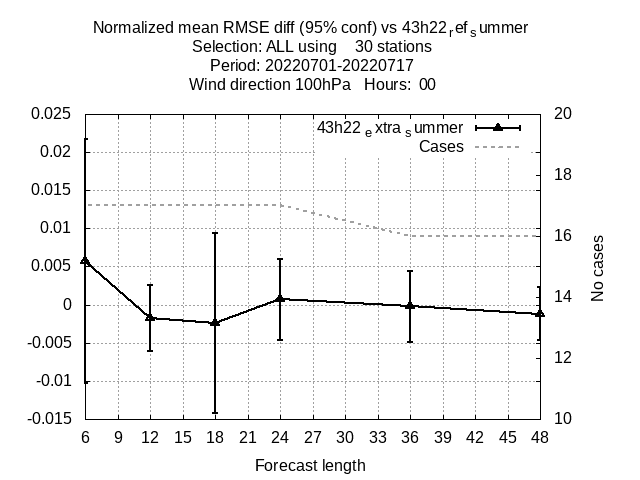 Normalized mean RMSE diff (95% conf) vs 43h22refsummer
Selection: ALL using 30 stations
Period: 20220701-20220717
Wind direction 100hPa Hours: 00
43h22extrasummer
Cases
0.025
0.02
0.015
0.01
0.005
0
-0.005
-0.01
-0.015
20
18
16
14
12
10
No cases
6 9 12 15 18 21 24 27 30 33 36 39 42 45 48
Forecast length